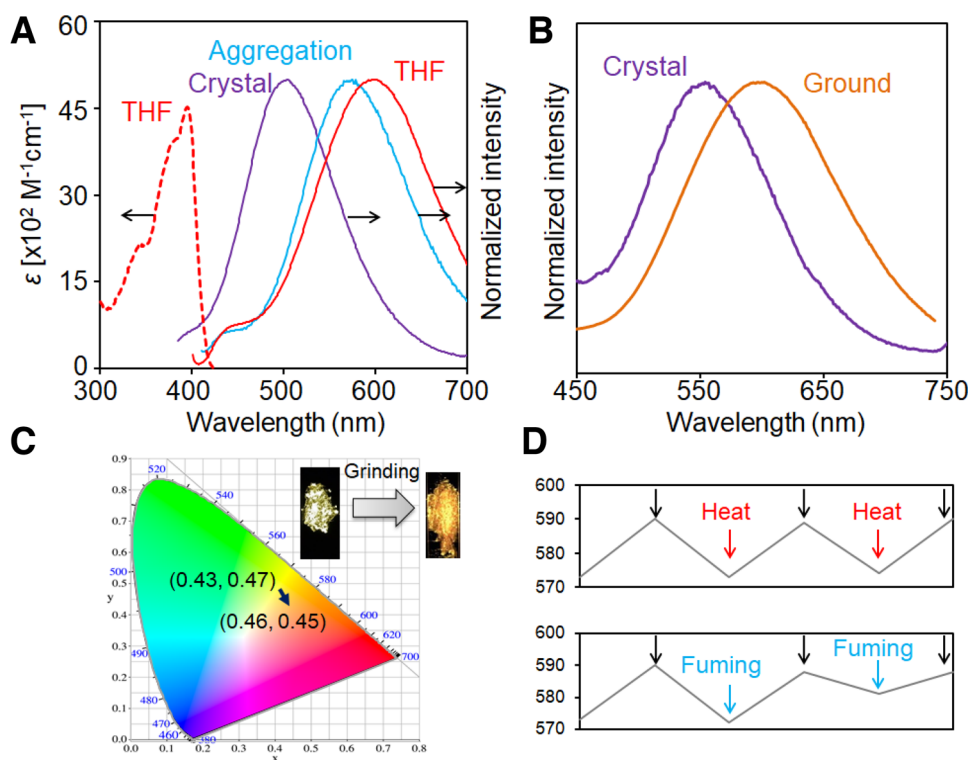 A
60
45
30
15
0
ε [x10² M⁻¹cm⁻¹]
THF
Aggregation
Crystal
THF
Normalized intensity
300 400 500 600 700
Wavelength (nm)
B
Normalized intensity
Crystal
Ground
450 550 650 750
Wavelength (nm)
C
0.9
0.8
0.7
0.6
0.5
y
0.4
0.3
0.2
0.1
0.0
0.0 0.1 0.2 0.3 0.4 0.5 0.6 0.7 0.8
x
520
540
560
580
600
620
700
500
490
480
470
460
380
Grinding
(0.43, 0.47)
(0.46, 0.45)
D
600
590
580
570
Heat
Heat
600
590
580
570
Fuming
Fuming